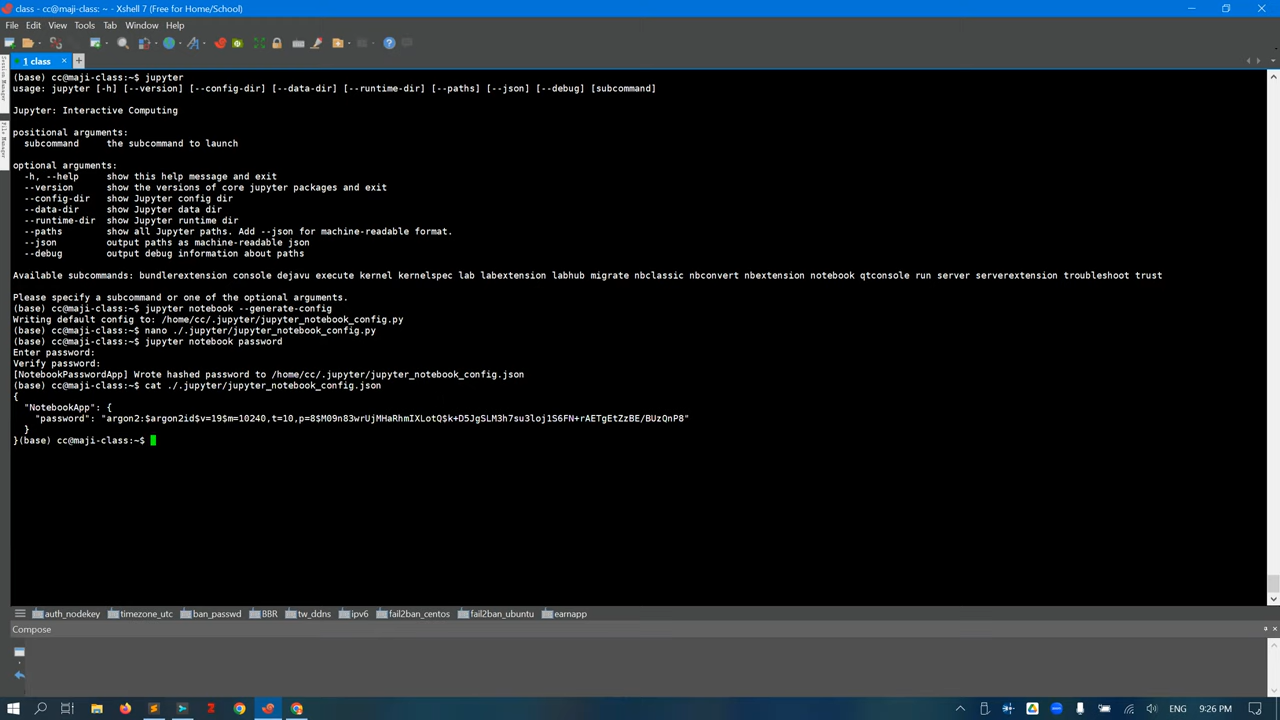 class - cc@maji-class: ~ - Xshell 7 (Free for Home/School)
File Edit View Tools Tab Window Help
1 class
Session Manager
File Manager
(base) cc@maji-class:~$ jupyter
usage: jupyter [-h] [--version] [--config-dir] [--data-dir] [--runtime-dir] [--paths] [--json] [--debug] [subcommand]
Jupyter: Interactive Computing
positional arguments:
subcommand the subcommand to launch
optional arguments:
-h, --help show this help message and exit
--version show the versions of core jupyter packages and exit
--config-dir show Jupyter config dir
--data-dir show Jupyter data dir
--runtime-dir show Jupyter runtime dir
--paths show all Jupyter paths. Add --json for machine-readable format.
--json output paths as machine-readable json
--debug output debug information about paths
Available subcommands: bundlerextension console dejavu execute kernel kernelspec lab labextension labhub migrate nbclassic nbconvert nbextension notebook qtconsole run server serverextension troubleshoot trust
Please specify a subcommand or one of the optional arguments.
(base) cc@maji-class:~$ jupyter notebook --generate-config
Writing default config to: /home/cc/.jupyter/jupyter_notebook_config.py
(base) cc@maji-class:~$ nano ./.jupyter/jupyter_notebook_config.py
(base) cc@maji-class:~$ jupyter notebook password
Enter password:
Verify password:
[NotebookPasswordApp] Wrote hashed password to /home/cc/.jupyter/jupyter_notebook_config.json
(base) cc@maji-class:~$ cat ./.jupyter/jupyter_notebook_config.json
{
"NotebookApp": {
"password": "argon2:$argon2id$v=19$m=10240,t=10,p=8$M09n83wrUjMHaRhmIXLotQ$k+D5JgSLM3h7su3loj1S6FN+rAETgEtZzBE/BUzQnP8"
}
}(base) cc@maji-class:~$
auth_nodekey timezone_utc ban_passwd BBR tw_ddns ipv6 fail2ban_centos fail2ban_ubuntu earnapp
Compose
ENG 9:26 PM